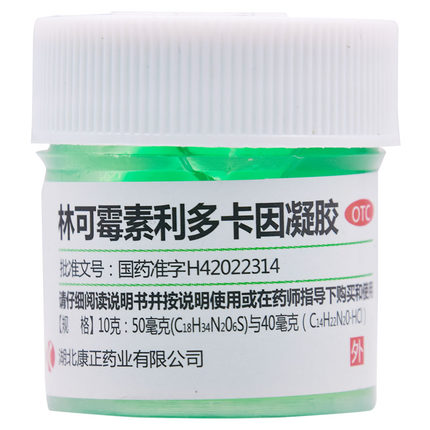 林可霉素利多卡因凝胶 OTC
批准文号：国药准字H42022314
请仔细阅读说明书并按说明使用或在药师指导下购买和使用
【规 格】10克：50毫克(C18H34N2O6S)与40毫克（C14H22N2O·HCl）
湖北康正药业有限公司
外